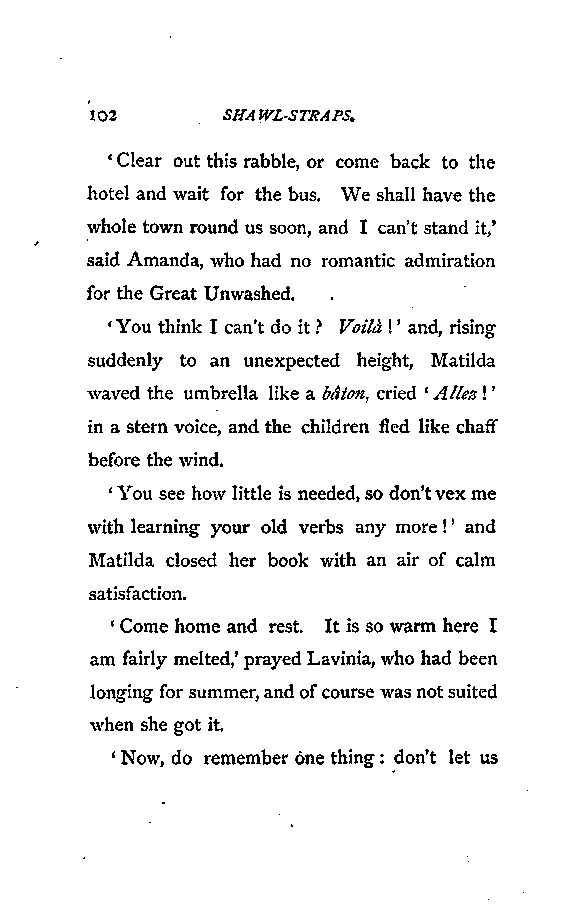 102 SHAWL-STRAPS.
‘Clear out this rabble, or come back to the
hotel and wait for the bus. We shall have the
whole town round us soon, and I can’t stand it,’
said Amanda, who had no romantic admiration
for the Great Unwashed.
‘You think I can’t do it? Voilà!’ and, rising
suddenly to an unexpected height, Matilda
waved the umbrella like a bâton, cried ‘Allez!’
in a stern voice, and the children fled like chaff
before the wind.
‘You see how little is needed, so don’t vex me
with learning your old verbs any more!’ and
Matilda closed her book with an air of calm
satisfaction.
‘Come home and rest. It is so warm here I
am fairly melted,’ prayed Lavinia, who had been
longing for summer, and of course was not suited
when she got it.
‘Now, do remember one thing: don’t let us